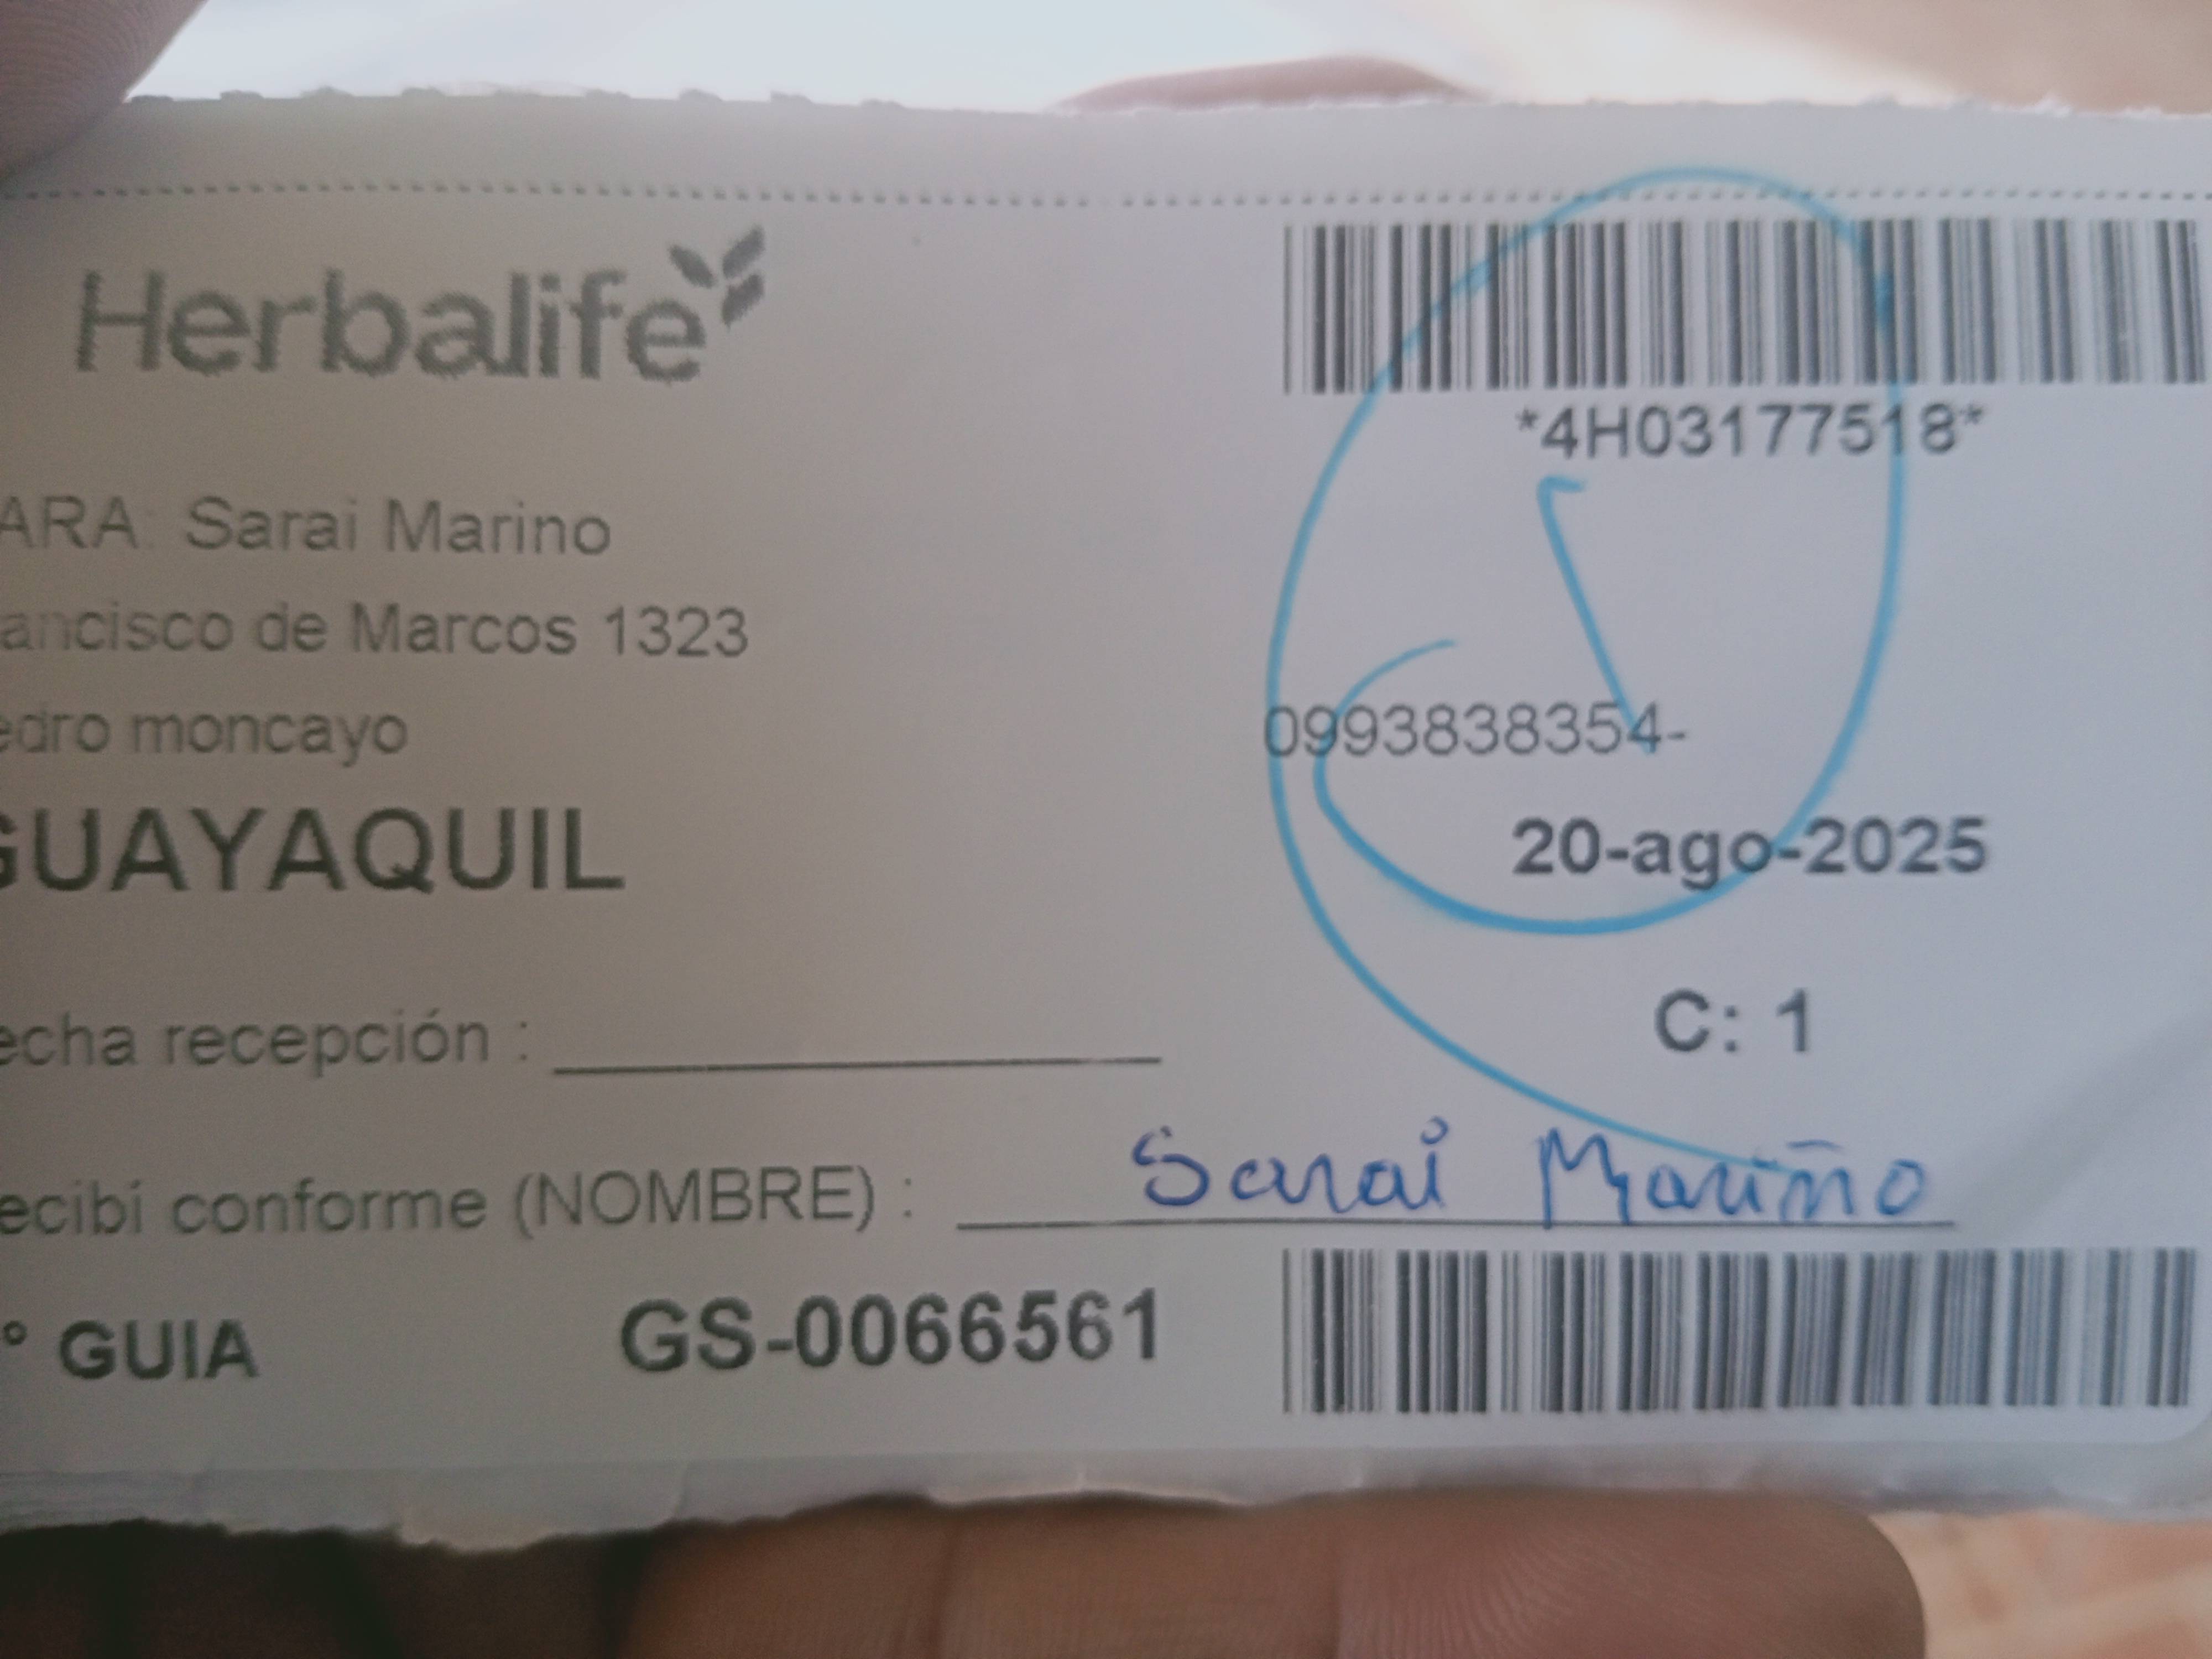 Herbalife
*4H03177518*
ARA: Sarai Marino
ancisco de Marcos 1323
edro moncayo
0993838354-
GUAYAQUIL
20-ago-2025
C: 1
echa recepción :
ecibí conforme (NOMBRE) : Sarai Mariño
° GUIA GS-0066561